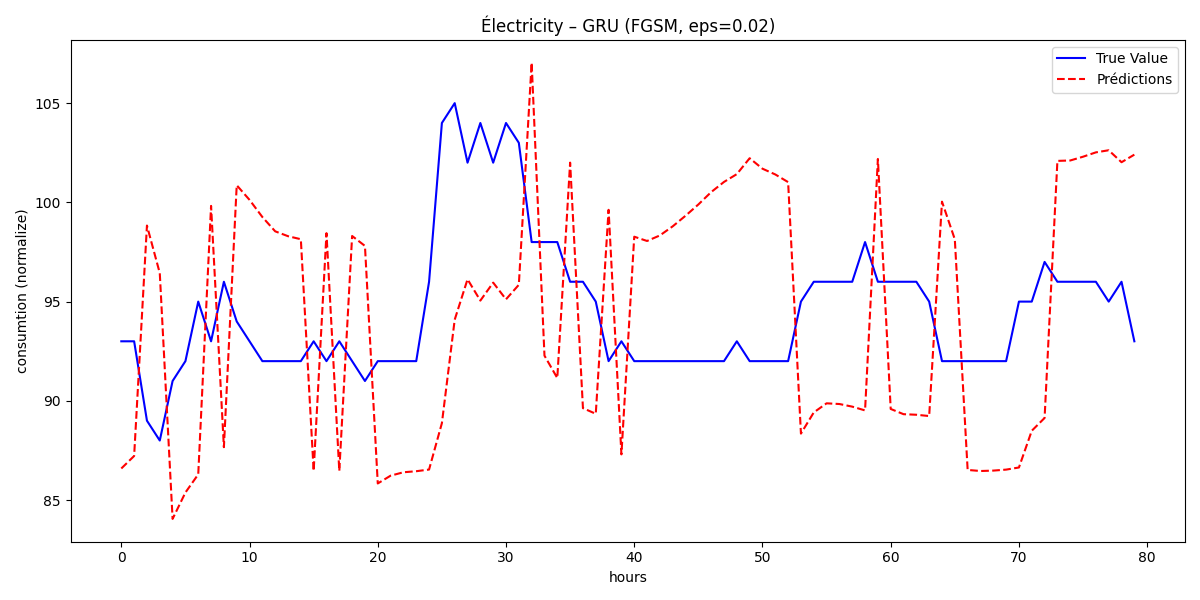 Électricity – GRU (FGSM, eps=0.02)
True Value
Prédictions
consumtion (normalize)
105
100
95
90
85
0 10 20 30 40 50 60 70 80
hours